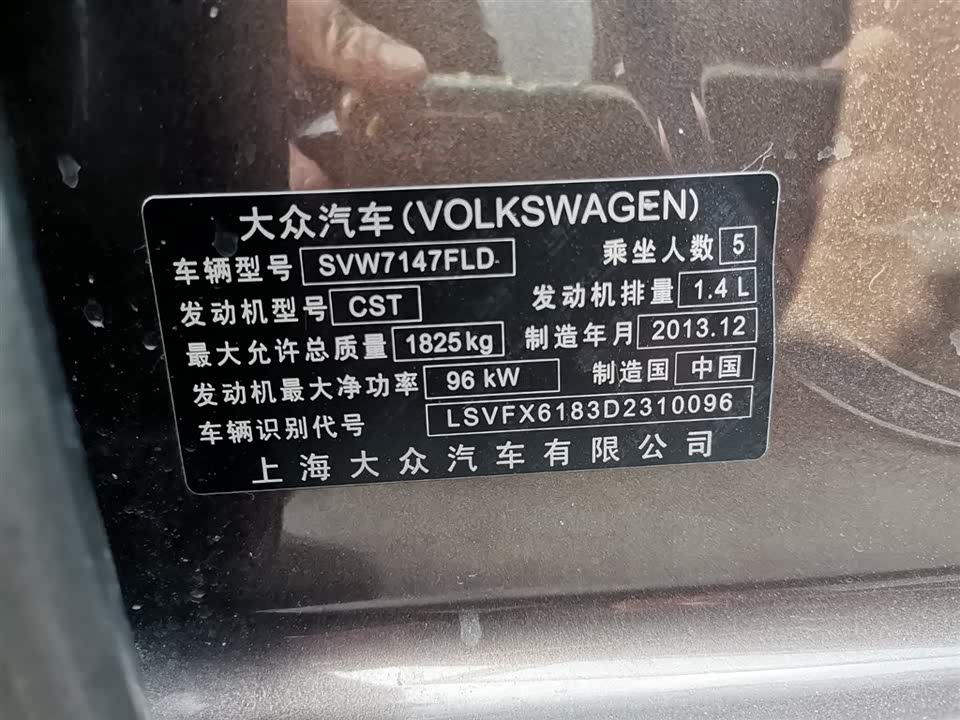 大众汽车(VOLKSWAGEN)
车辆型号 SVW7147FLD 乘坐人数 5
发动机型号 CST 发动机排量 1.4 L
最大允许总质量 1825kg 制造年月 2013.12
发动机最大净功率 96 kW 制造国 中国
车辆识别代号 LSVFX6183D2310096
上海大众汽车有限公司